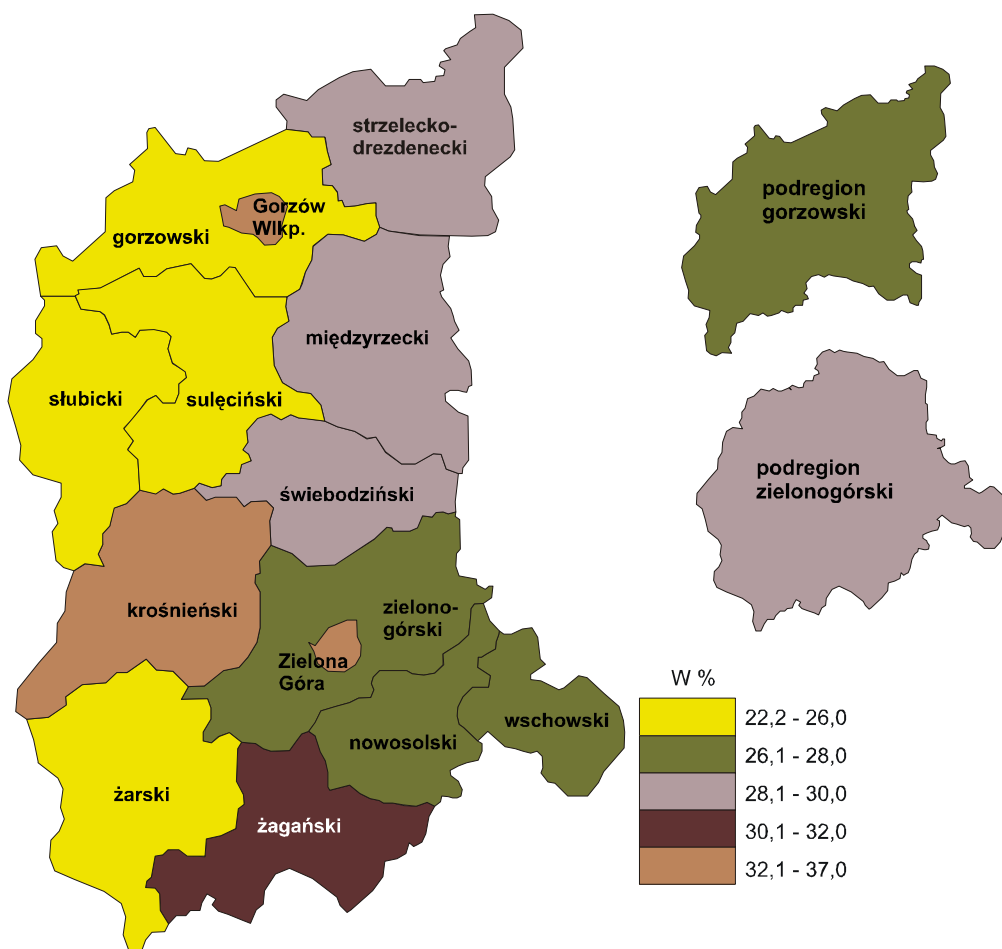 strzelecko-
drezdenecki
Gorzów
Wlkp.
gorzowski
międzyrzecki
słubicki
sulęciński
świebodziński
krośnieński
zielono-
górski
Zielona
Góra
nowosolski
wschowski
żarski
żagański
podregion
gorzowski
podregion
zielonogórski
W %
22,2 - 26,0
26,1 - 28,0
28,1 - 30,0
30,1 - 32,0
32,1 - 37,0